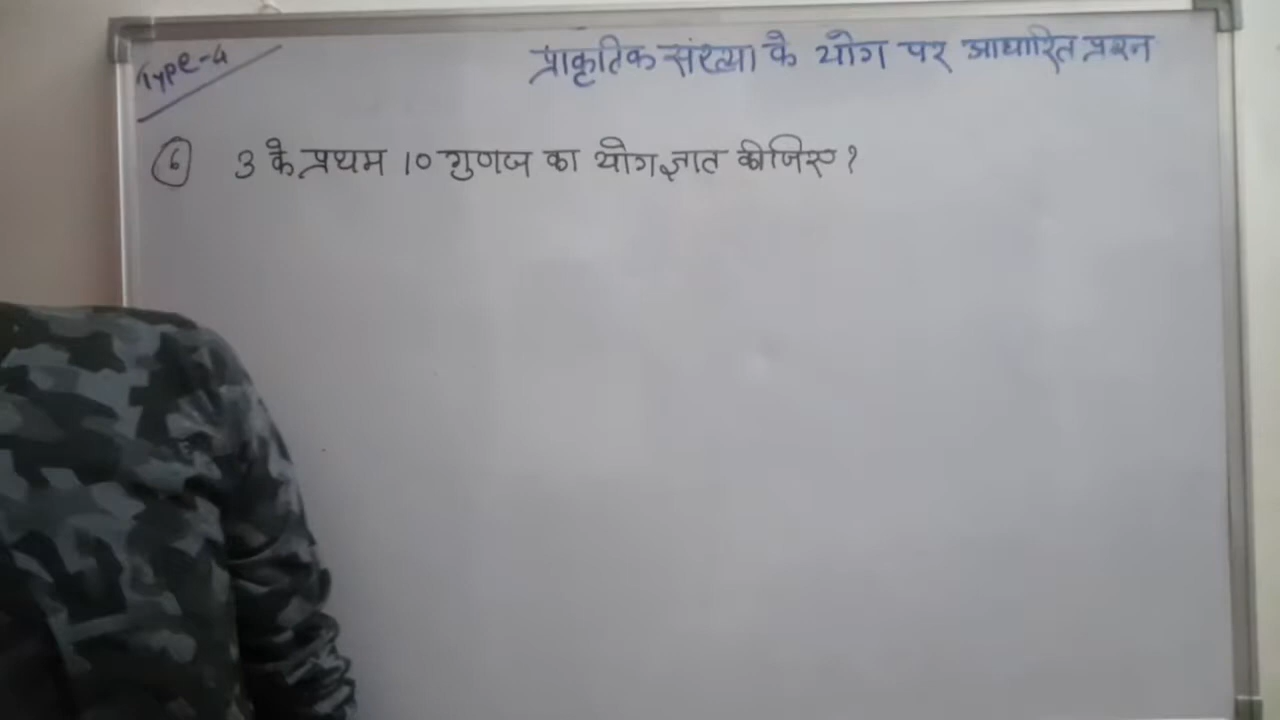 Type-4
प्राकृतिक संख्या के योग पर आधारित प्रश्न
6 3 के प्रथम 10 गुणज का योग ज्ञात कीजिए ?